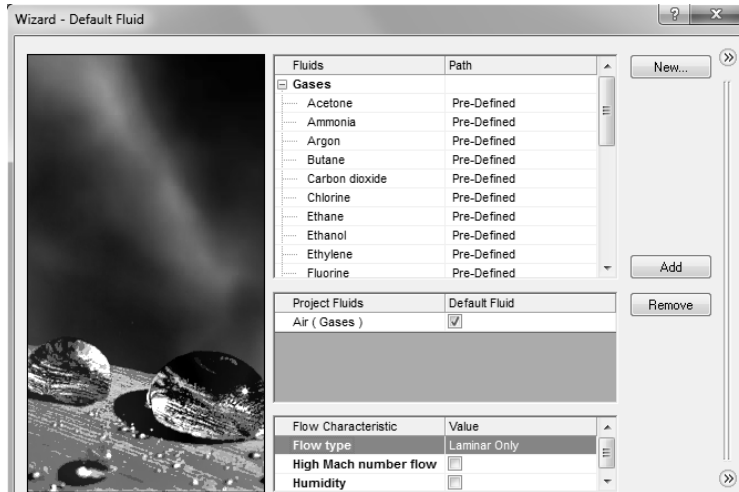 Wizard - Default Fluid
Fluids Path
Gases
Acetone Pre-Defined
Ammonia Pre-Defined
Argon Pre-Defined
Butane Pre-Defined
Carbon dioxide Pre-Defined
Chlorine Pre-Defined
Ethane Pre-Defined
Ethanol Pre-Defined
Ethylene Pre-Defined
Fluorine Pre-Defined
New...
Add
Project Fluids Default Fluid
Air ( Gases )
Remove
Flow Characteristic Value
Flow type Laminar Only
High Mach number flow
Humidity